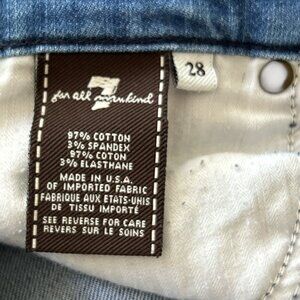 7
for all mankind
28
97% COTTON
3% SPANDEX
97% COTON
3% ELASTHANE
MADE IN U.S.A.
OF IMPORTED FABRIC
FABRIQUE AUX ETATS-UNIS
DE TISSU IMPORTÉ
SEE REVERSE FOR CARE
REVERS SUR LE SOINS